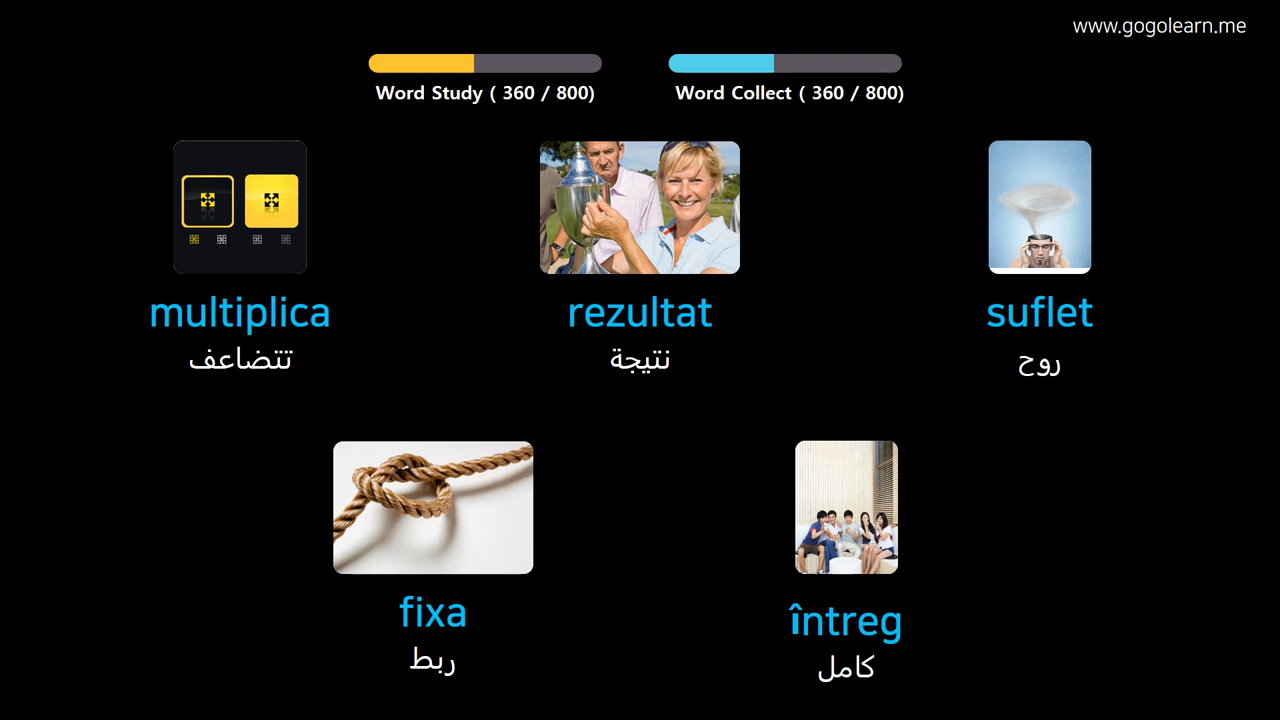 www.gogolearn.me
Word Study ( 360 / 800)
Word Collect ( 360 / 800)
multiplica
تتضاعف
rezultat
نتيجة
suflet
روح
fixa
ربط
întreg
كامل